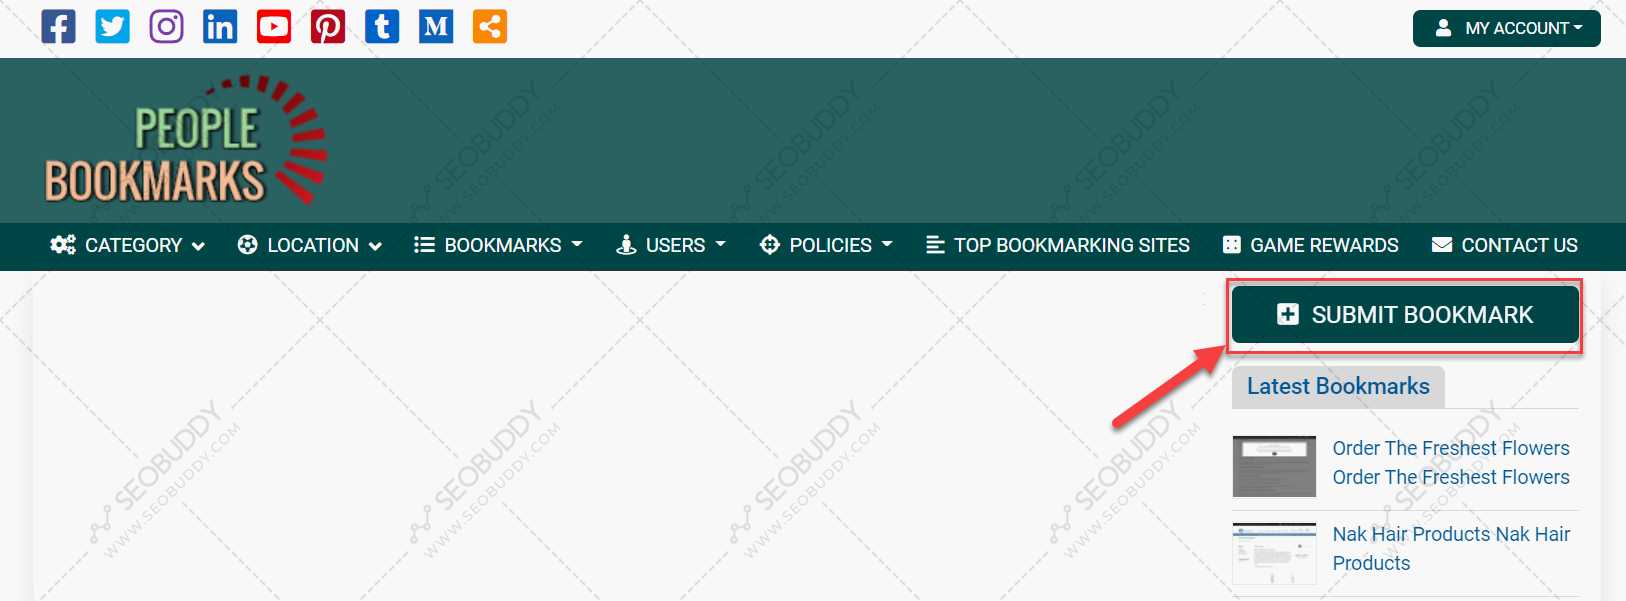 MY ACCOUNT
PEOPLE
BOOKMARKS
CATEGORY LOCATION BOOKMARKS USERS POLICIES TOP BOOKMARKING SITES GAME REWARDS CONTACT US
SUBMIT BOOKMARK
Latest Bookmarks
Order The Freshest Flowers
Order The Freshest Flowers
Nak Hair Products Nak Hair
Products
SEOBUDDY
WWW.SEOBUDDY.COM